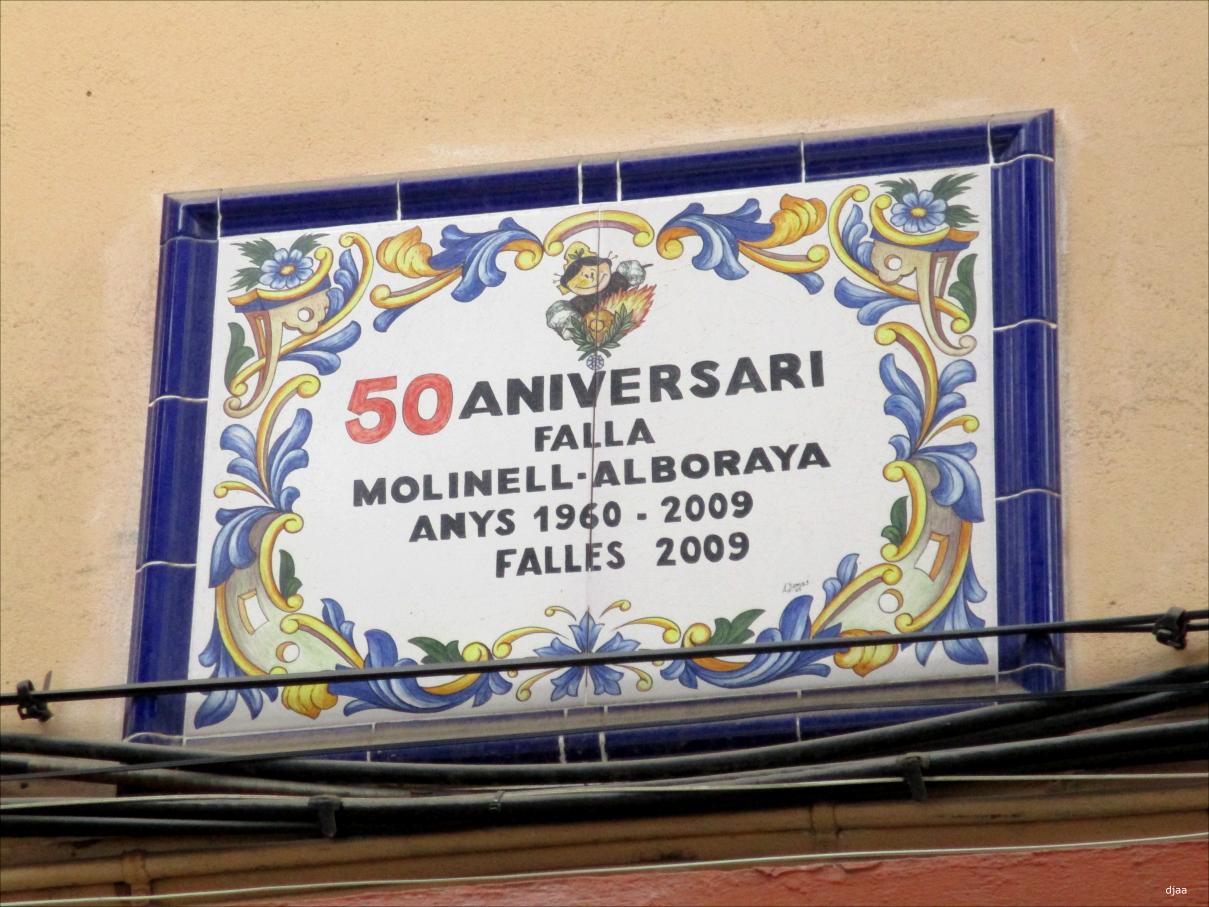 50 ANIVERSARI
FALLA
MOLINELL-ALBORAYA
ANYS 1960 - 2009
FALLES 2009
djaa